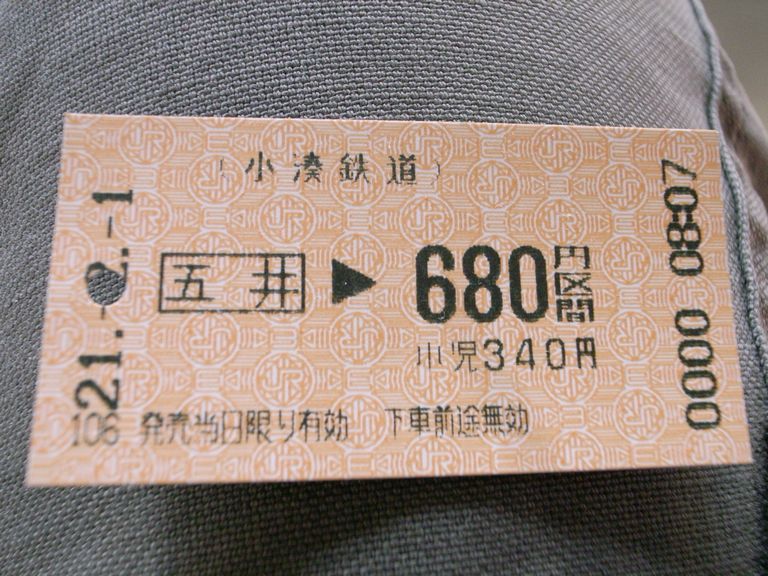 (小湊鉄道)
五井 ▶ 680円区間
小児340円
106 発売当日限り有効 下車前途無効
21.-2.-1
0000 08-07